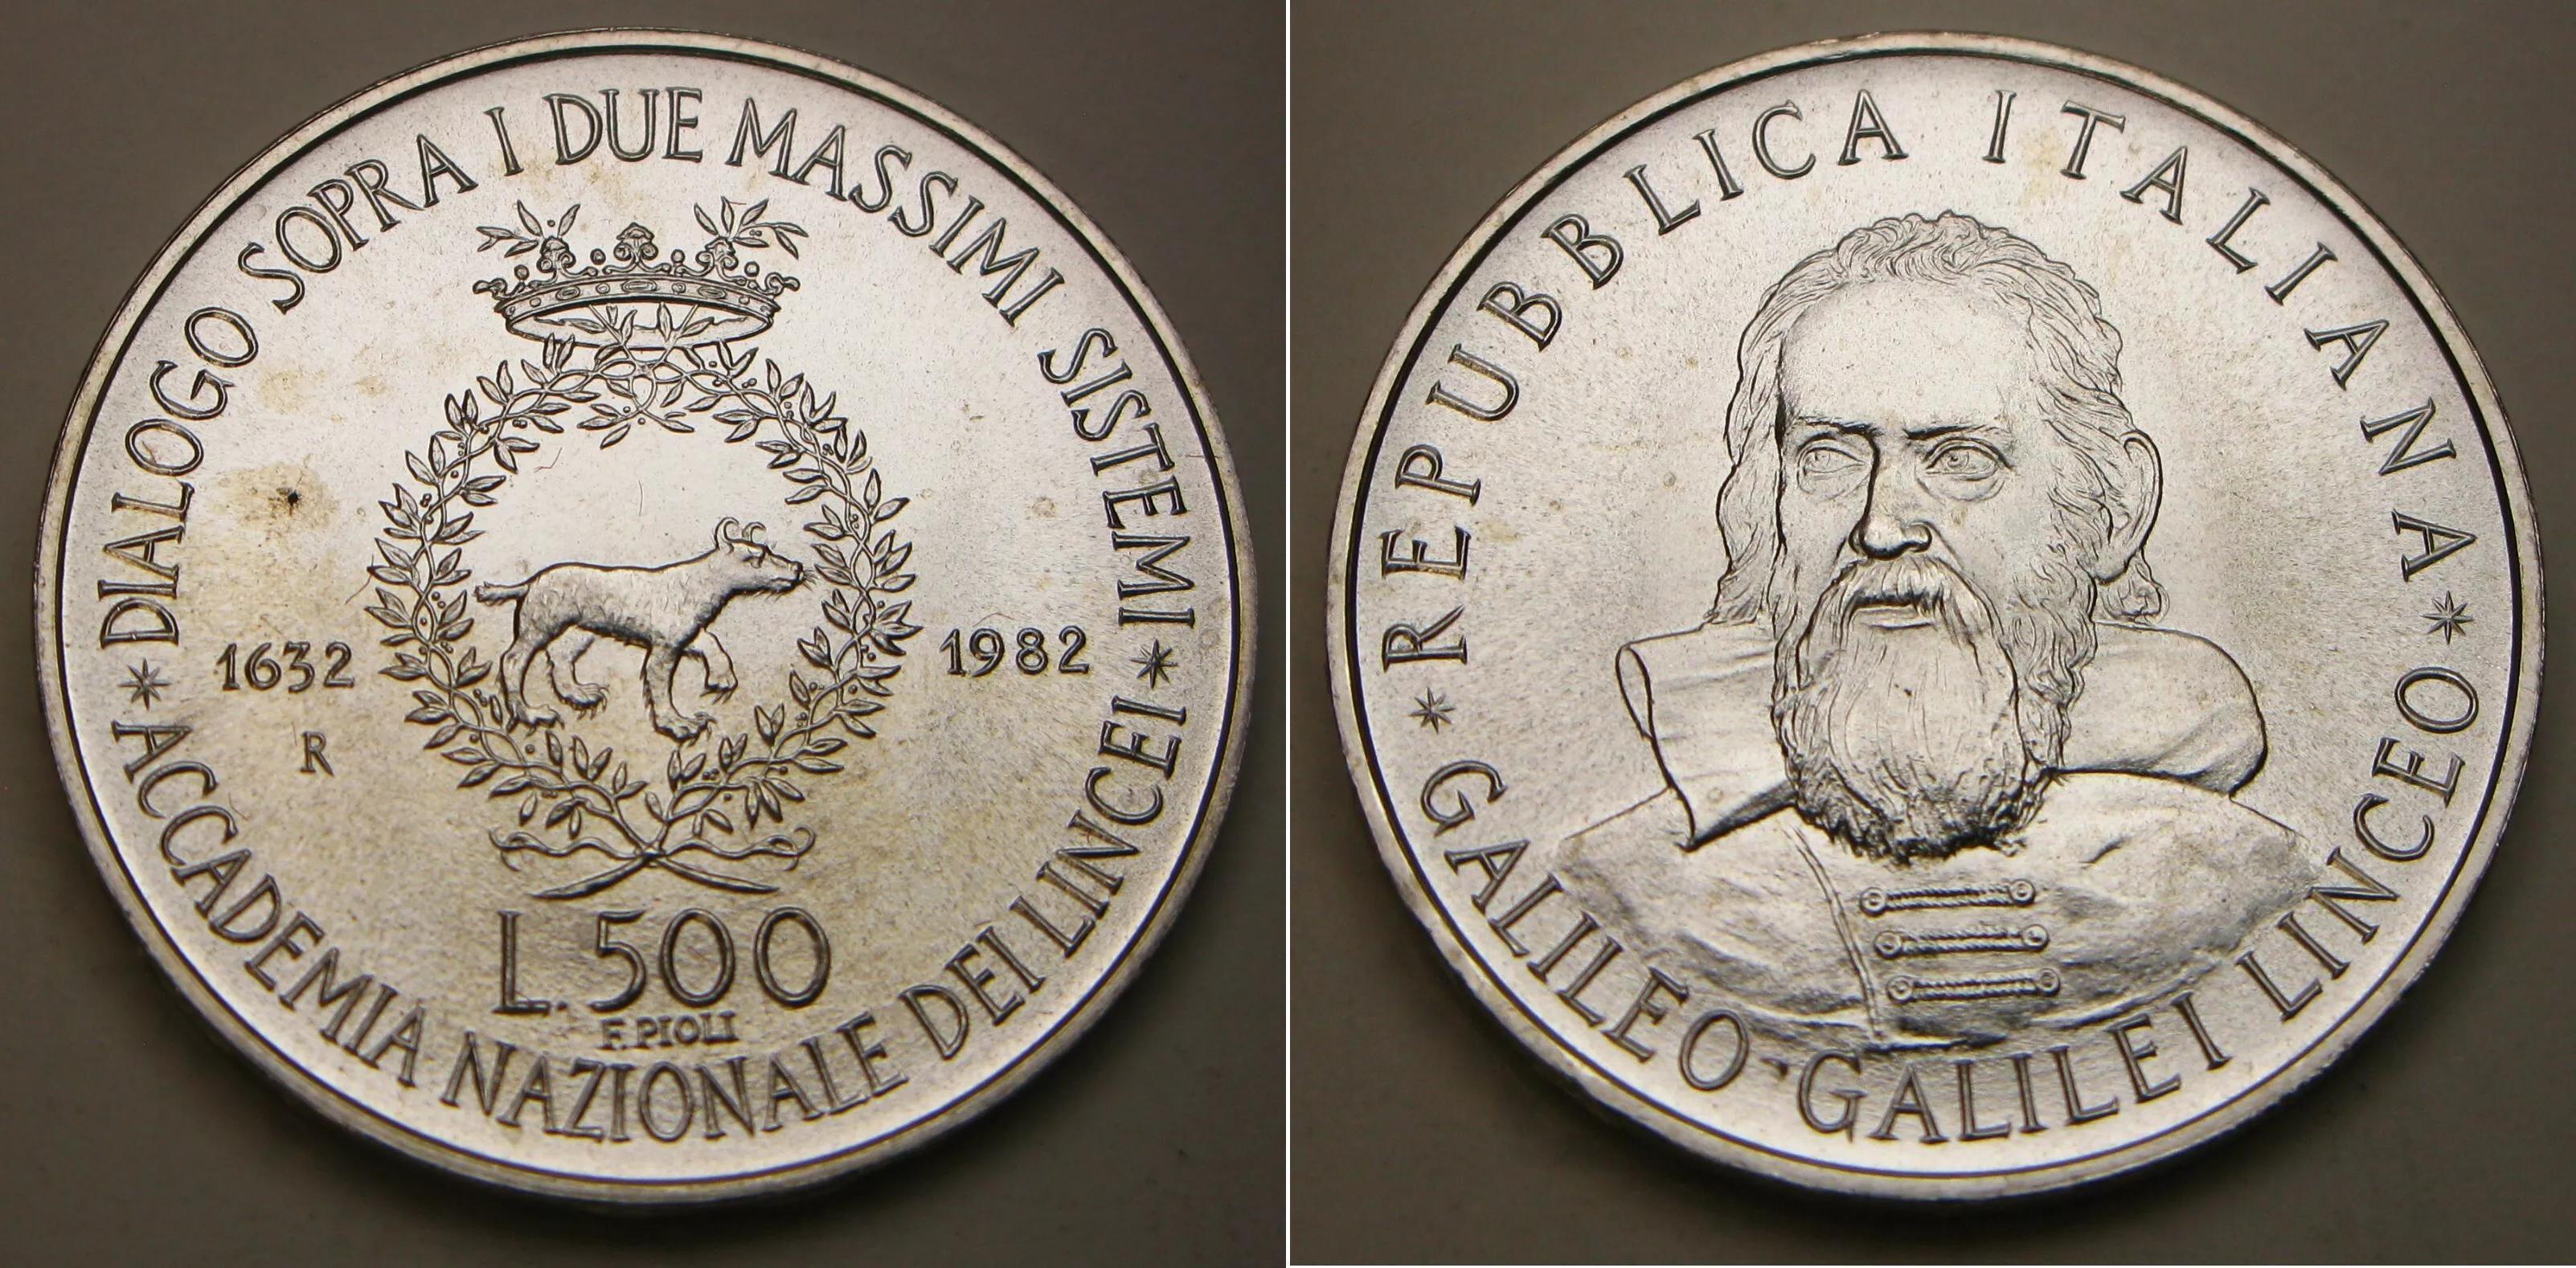 DIALOGO SOPRA I DUE MASSIMI SISTEMI
1632
1982
R
L.500
F.PIOLI
ACCADEMIA NAZIONALE DEI LINCEI
REPUBBLICA ITALIANA
GALILEO·GALILEI LINCEO